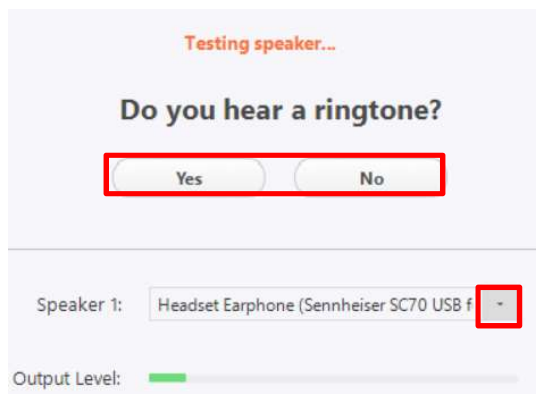 Testing speaker...
Do you hear a ringtone?
Yes No
Speaker 1: Headset Earphone (Sennheiser SC70 USB f
Output Level: